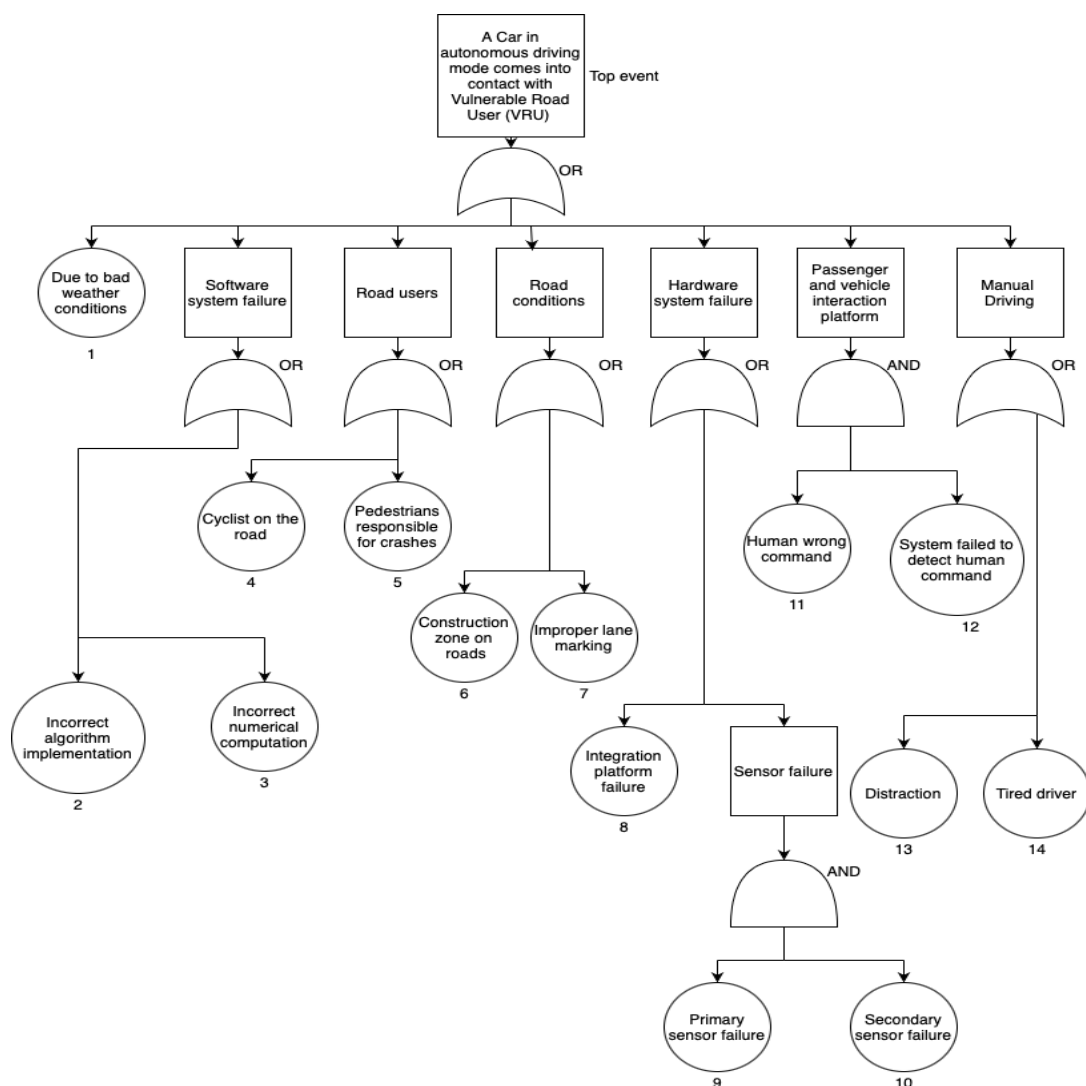 A Car in
autonomous driving
mode comes into
contact with
Vulnerable Road
User (VRU)
Top event
OR
Due to bad
weather
conditions
1
Software
system failure
Road users
Road
conditions
Hardware
system failure
Passenger
and vehicle
interaction
platform
Manual
Driving
OR
OR
OR
OR
AND
OR
Cyclist on the
road
4
Pedestrians
responsible
for crashes
5
Human wrong
command
11
System failed to
detect human
command
12
Construction
zone on
roads
6
Improper lane
marking
7
Incorrect
algorithm
implementation
2
Incorrect
numerical
computation
3
Integration
platform
failure
8
Sensor failure
Distraction
13
Tired driver
14
AND
Primary
sensor failure
9
Secondary
sensor failure
10